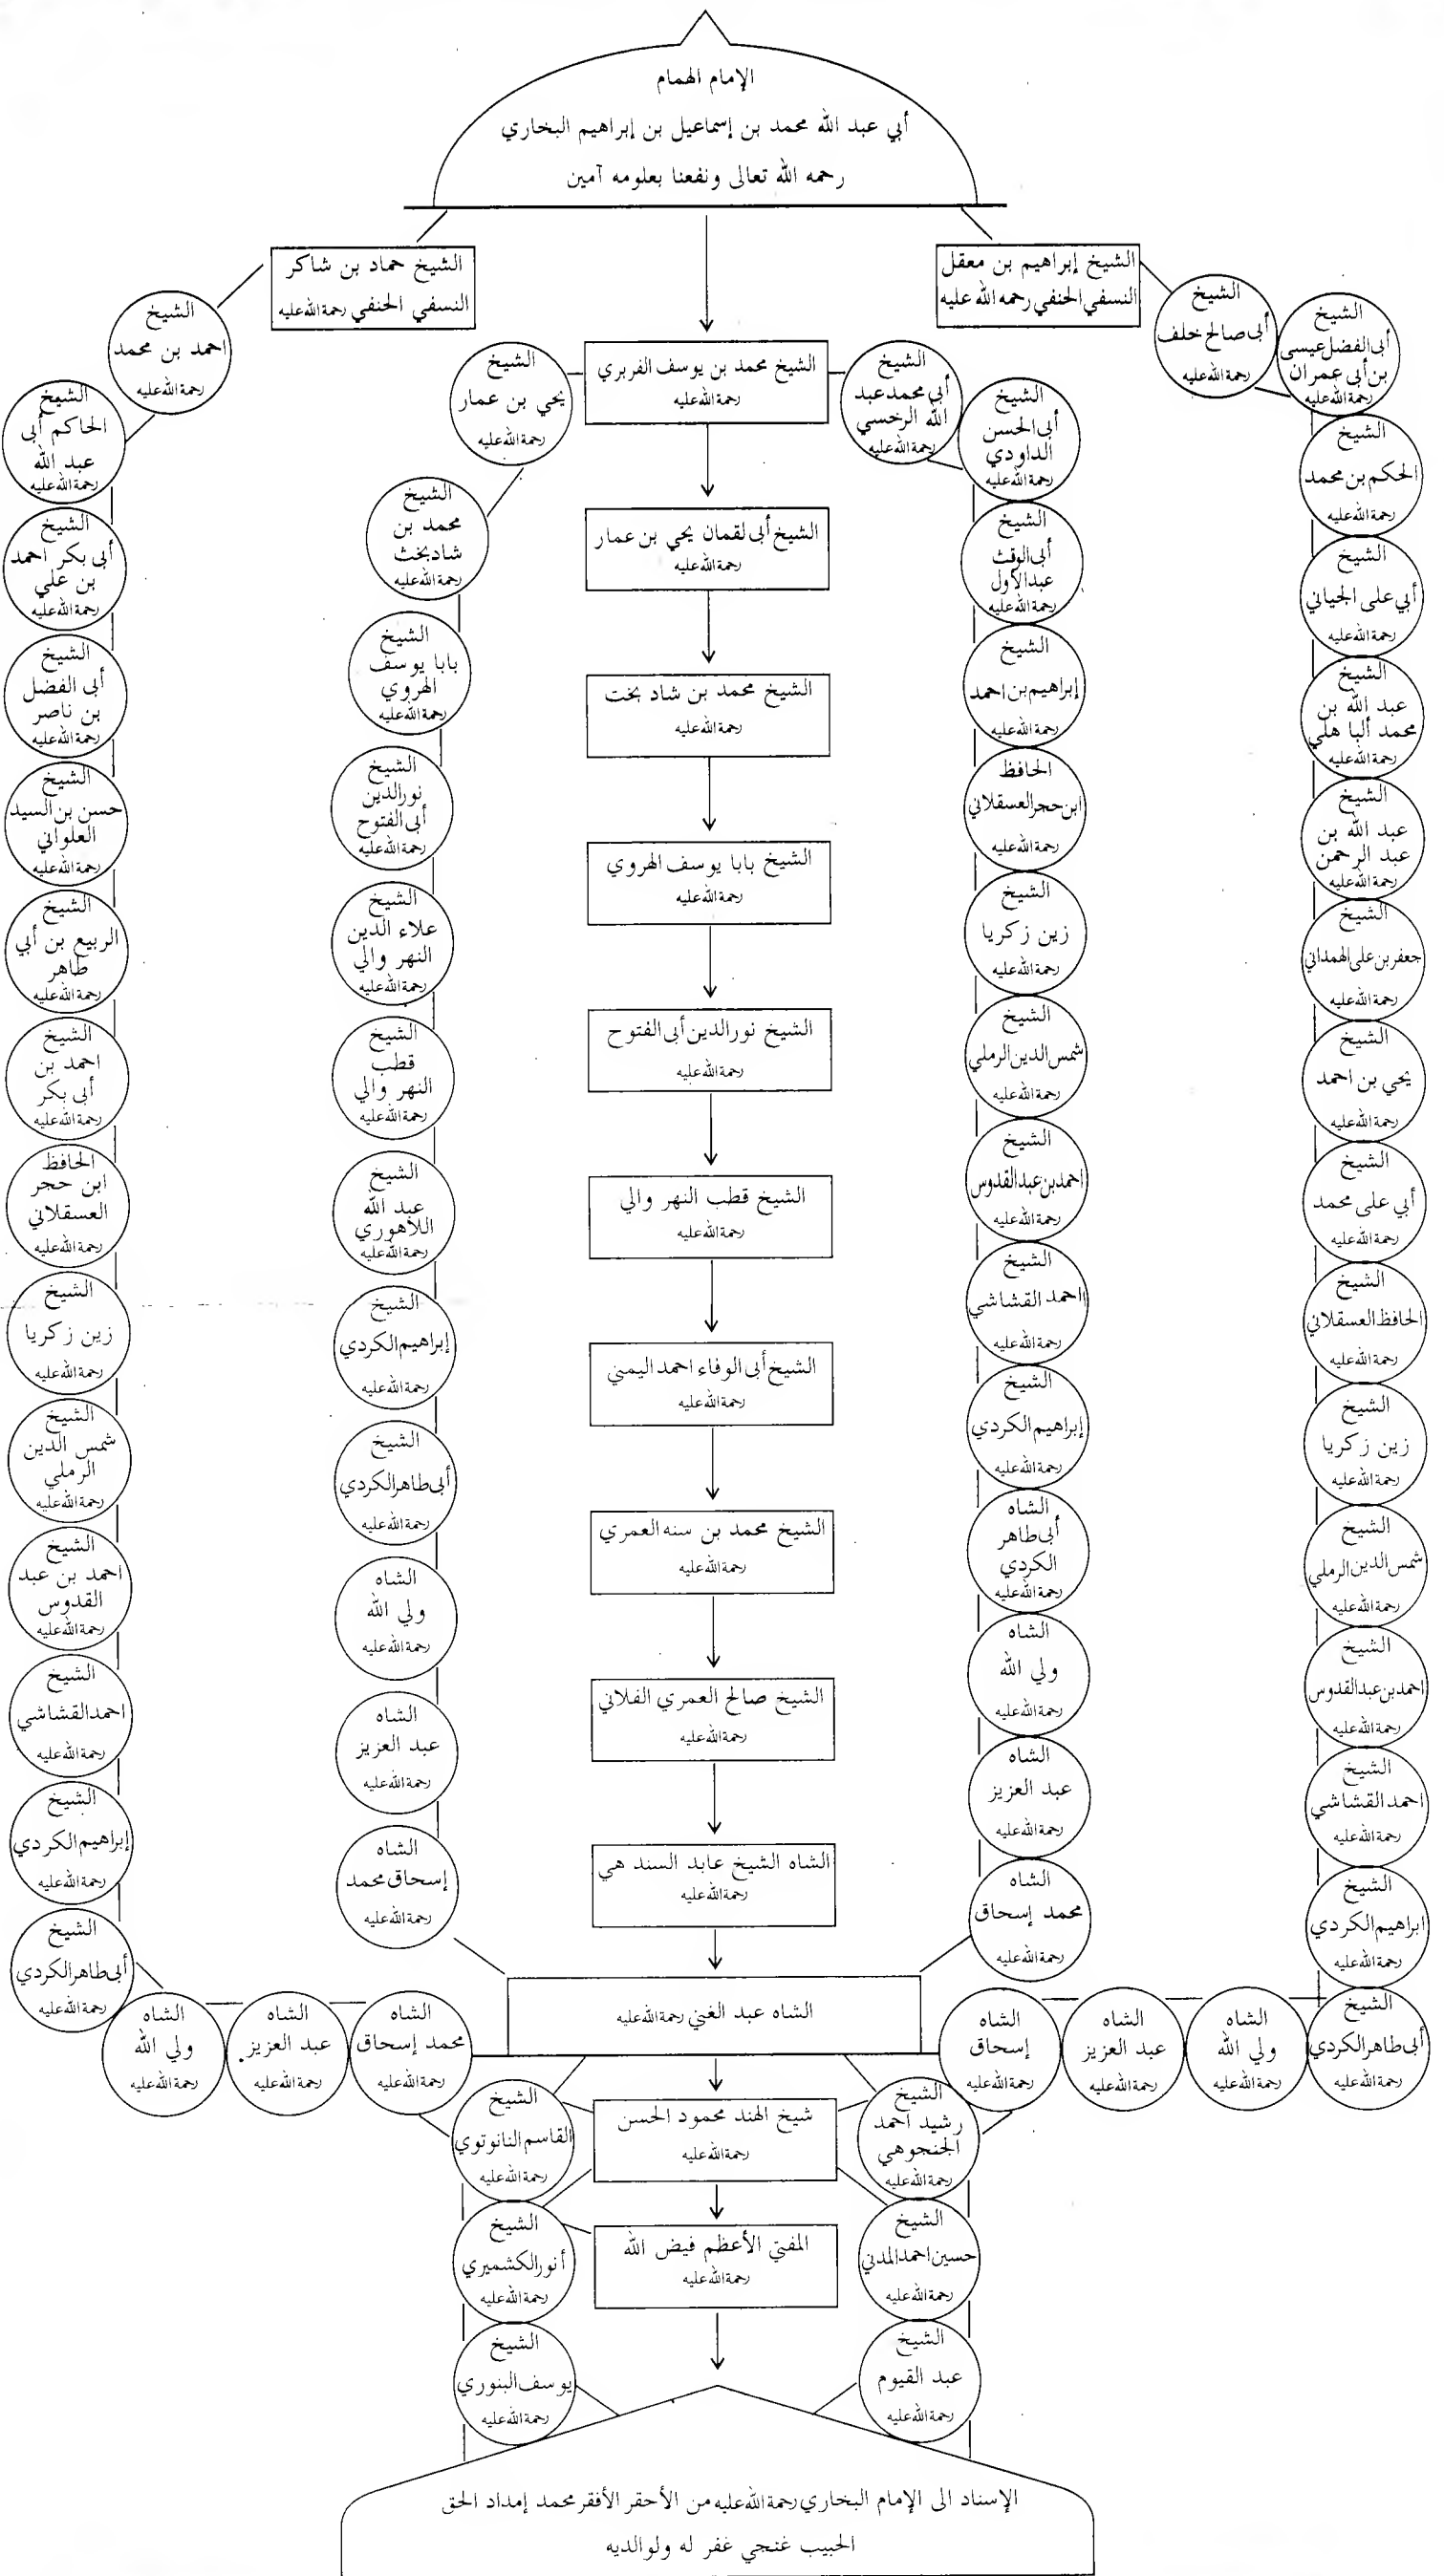 الإمام الهمام
أبي عبد الله محمد بن إسماعيل بن إبراهيم البخاري
رحمه الله تعالى ونفعنا بعلومه آمين
الشيخ إبراهيم بن معقل
النسفي الحنفي رحمه الله عليه
الشيخ
أبى صالح خلف
رحمة الله عليه
الشيخ
أبى الفضل عيسى
بن أبى عمران
رحمة الله عليه
الشيخ
الحكم بن محمد
رحمة الله عليه
الشيخ
أبي على الجياني
رحمة الله عليه
الشيخ
عبد الله بن
محمد البا هلي
رحمة الله عليه
الشيخ
عبد الله بن
عبد الرحمن
رحمة الله عليه
الشيخ
جعفر بن على الهمداني
رحمة الله عليه
الشيخ
يحي بن احمد
رحمة الله عليه
الشيخ
أبي على محمد
رحمة الله عليه
الشيخ
الحافظ العسقلاني
رحمة الله عليه
الشيخ
زين زكريا
رحمة الله عليه
الشيخ
شمس الدين الرملي
رحمة الله عليه
الشيخ
احمد بن عبد القدوس
رحمة الله عليه
الشيخ
احمد القشاشي
رحمة الله عليه
الشيخ
ابراهيم الكردي
رحمة الله عليه
الشيخ
أبى طاهر الكردي
رحمة الله عليه
الشاه
ولي الله
رحمة الله عليه
الشاه
عبد العزيز
رحمة الله عليه
الشاه
إسحاق
رحمة الله عليه
الشيخ محمد بن يوسف الفربري
رحمة الله عليه
الشيخ
أبى محمد عبد
الله الرخسي
رحمة الله عليه
الشيخ
أبى الحسن
الداودي
رحمة الله عليه
الشيخ
أبى الوقث
عبد الأول
رحمة الله عليه
الشيخ
إبراهيم بن احمد
رحمة الله عليه
الحافظ
ابن حجر العسقلاني
رحمة الله عليه
الشيخ
زين زكريا
رحمة الله عليه
الشيخ
شمس الدين الرملي
رحمة الله عليه
الشيخ
احمد بن عبد القدوس
رحمة الله عليه
الشيخ
احمد القشاشي
رحمة الله عليه
الشيخ
إبراهيم الكردي
رحمة الله عليه
الشاه
أبى طاهر
الكردي
رحمة الله عليه
الشاه
ولي الله
رحمة الله عليه
الشاه
عبد العزيز
رحمة الله عليه
الشاه
محمد إسحاق
رحمة الله عليه
الشيخ أبى لقمان يحي بن عمار
رحمة الله عليه
الشيخ محمد بن شاد بخت
رحمة الله عليه
الشيخ بابا يوسف الهروي
رحمة الله عليه
الشيخ نور الدين أبى الفتوح
رحمة الله عليه
الشيخ قطب النهر والي
رحمة الله عليه
الشيخ أبى الوفاء احمد اليمني
رحمة الله عليه
الشيخ محمد بن سنه العمري
رحمة الله عليه
الشيخ صالح العمري الفلاني
رحمة الله عليه
الشاه الشيخ عابد السند هي
رحمة الله عليه
الشيخ
يحي بن عمار
رحمة الله عليه
الشيخ
محمد بن
شاد بخث
رحمة الله عليه
الشيخ
بابا يوسف
الهروي
رحمة الله عليه
الشيخ
نور الدين
أبى الفتوح
رحمة الله عليه
الشيخ
علاء الدين
النهر والي
رحمة الله عليه
الشيخ
قطب
النهر والي
رحمة الله عليه
الشيخ
عبد الله
اللاهوري
رحمة الله عليه
الشيخ
إبراهيم الكردي
رحمة الله عليه
الشيخ
أبى طاهر الكردي
رحمة الله عليه
الشاه
ولي الله
رحمة الله عليه
الشاه
عبد العزيز
رحمة الله عليه
الشاه
إسحاق محمد
رحمة الله عليه
الشيخ حماد بن شاكر
النسفي الحنفي رحمة الله عليه
الشيخ
احمد بن محمد
رحمة الله عليه
الشيخ
الحاكم أبى
عبد الله
رحمة الله عليه
الشيخ
أبى بكر احمد
بن علي
رحمة الله عليه
الشيخ
أبى الفضل
بن ناصر
رحمة الله عليه
الشيخ
حسن بن السيد
العلواني
رحمة الله عليه
الشيخ
الربيع بن أبي
طاهر
رحمة الله عليه
الشيخ
احمد بن
أبى بكر
رحمة الله عليه
الحافظ
ابن حجر
العسقلاني
رحمة الله عليه
الشيخ
زين زكريا
رحمة الله عليه
الشيخ
شمس الدين
الرملي
رحمة الله عليه
الشيخ
احمد بن عبد
القدوس
رحمة الله عليه
الشيخ
احمد القشاشي
رحمة الله عليه
الشيخ
إبراهيم الكردي
رحمة الله عليه
الشيخ
أبى طاهر الكردي
رحمة الله عليه
الشاه
ولي الله
رحمة الله عليه
الشاه
عبد العزيز
رحمة الله عليه
الشاه
محمد إسحاق
رحمة الله عليه
الشاه عبد الغني رحمة الله عليه
الشيخ
رشيد احمد
الجنجوهي
رحمة الله عليه
شيخ الهند محمود الحسن
رحمة الله عليه
الشيخ
القاسم النانوتوي
رحمة الله عليه
الشيخ
حسين احمد المدني
رحمة الله عليه
المفتي الأعظم فيض الله
رحمة الله عليه
الشيخ
أنور الكشميري
رحمة الله عليه
الشيخ
عبد القيوم
رحمة الله عليه
الشيخ
يوسف البنوري
رحمة الله عليه
الإسناد الى الإمام البخاري رحمة الله عليه من الأحقر الأفقر محمد إمداد الحق
الحبيب غنجي غفر له ولوالديه